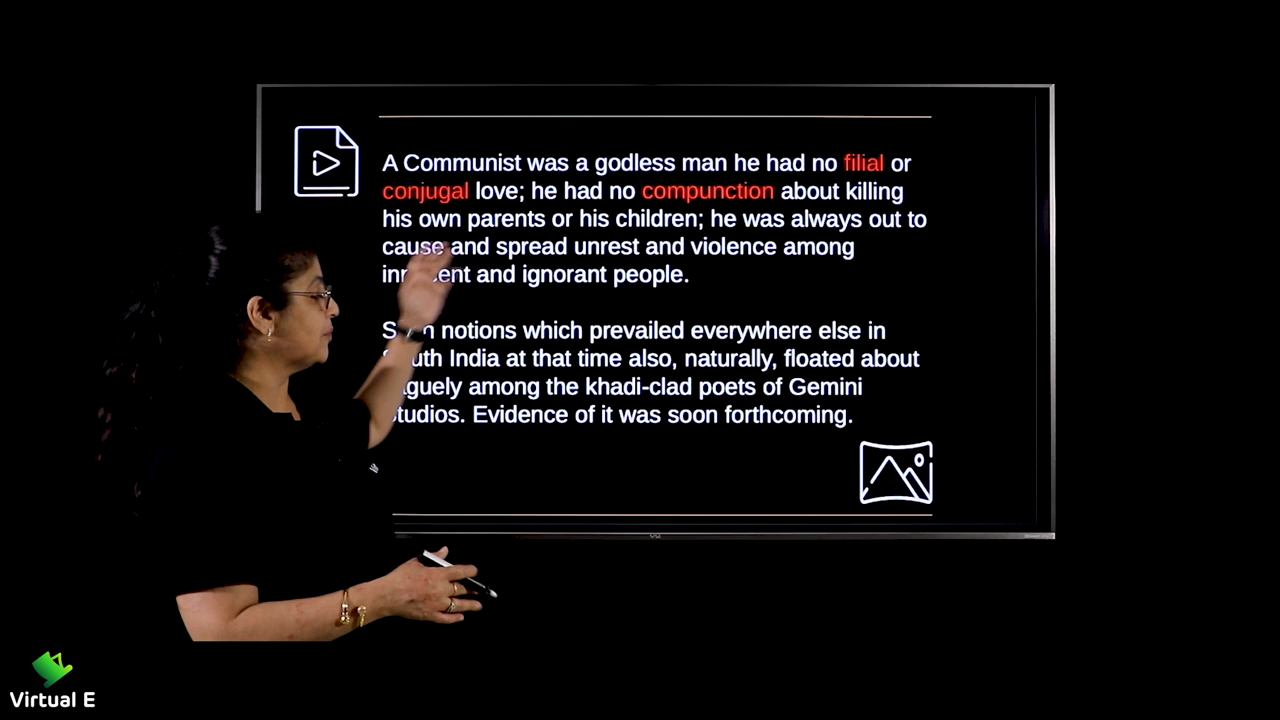 A Communist was a godless man he had no filial or
conjugal love; he had no compunction about killing
his own parents or his children; he was always out to
cause and spread unrest and violence among
and ignorant people.
notions which prevailed everywhere else in
South India at that time also, naturally, floated about
among the khadi-clad poets of Gemini
Studios. Evidence of it was soon forthcoming.
Virtual E